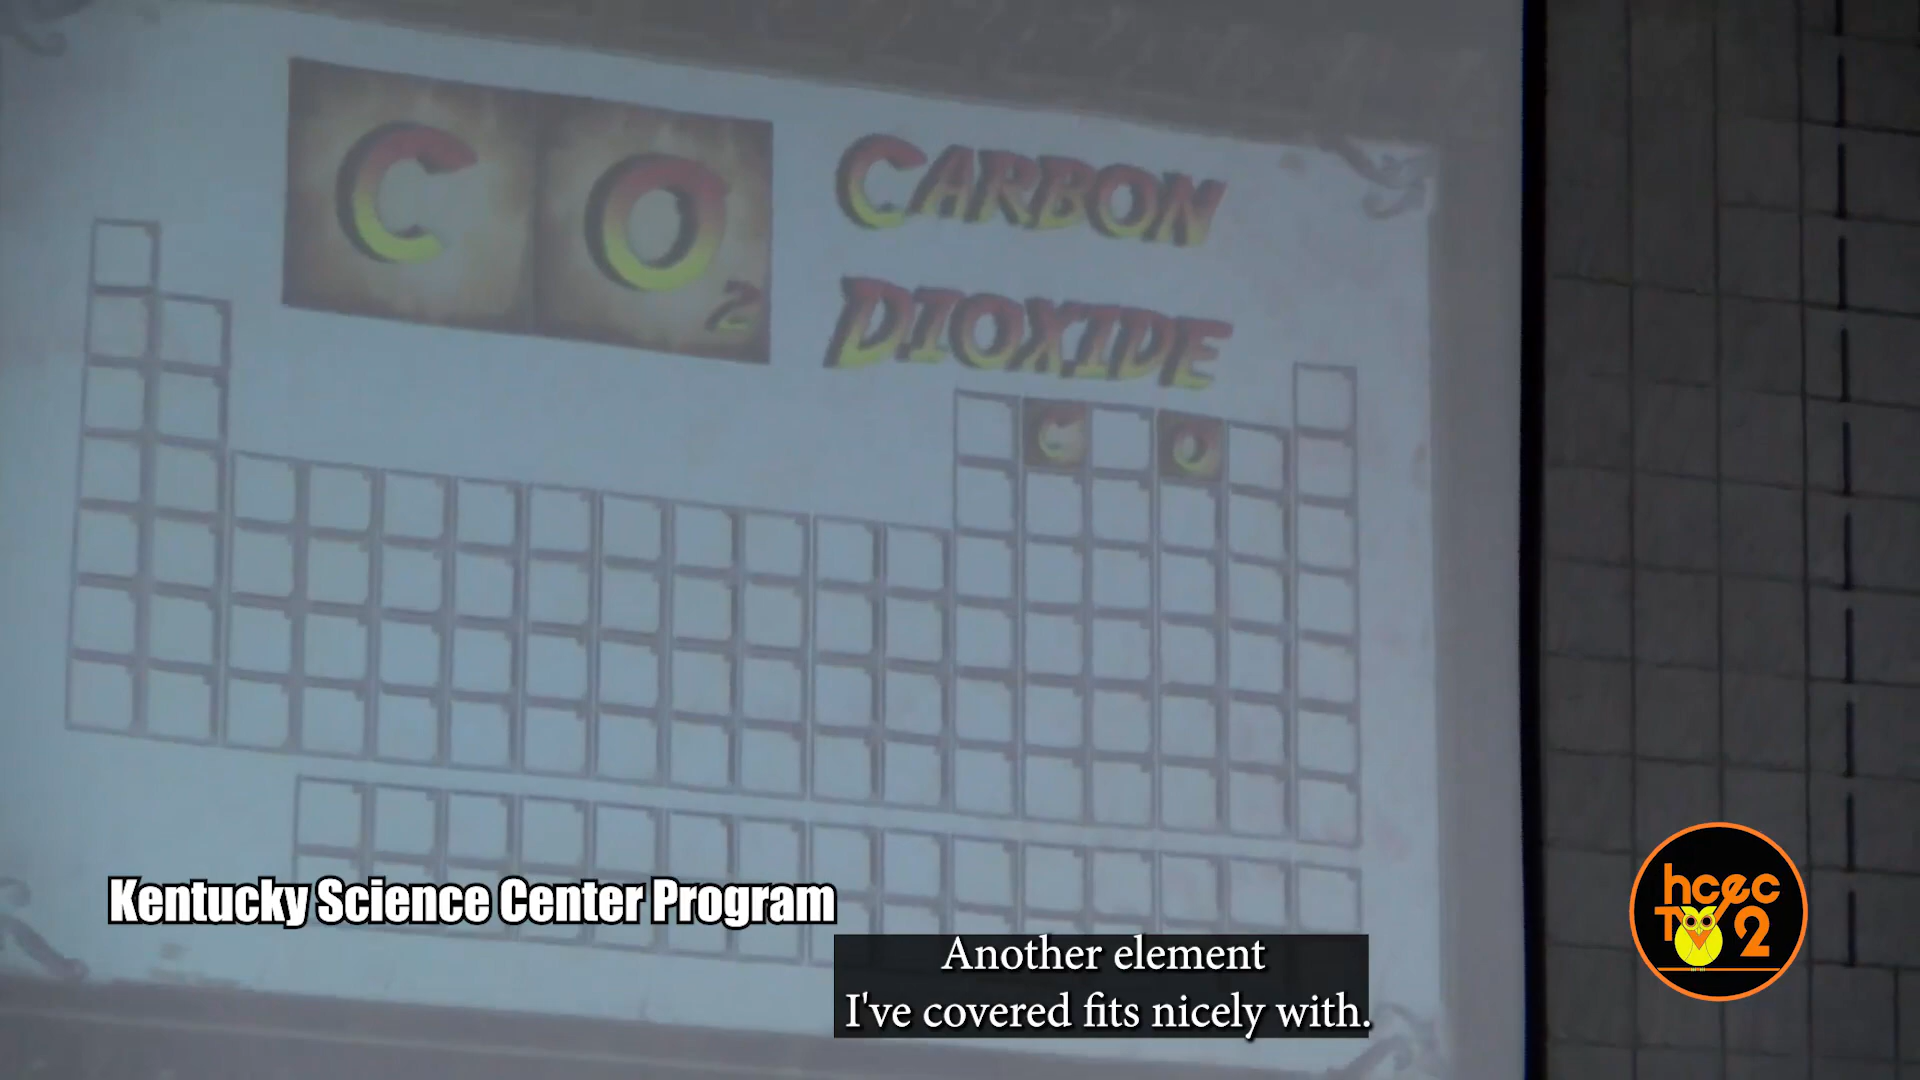 C O2
CARBON
DIOXIDE
C O
Kentucky Science Center Program
Another element
I've covered fits nicely with.
hcec
TV 2